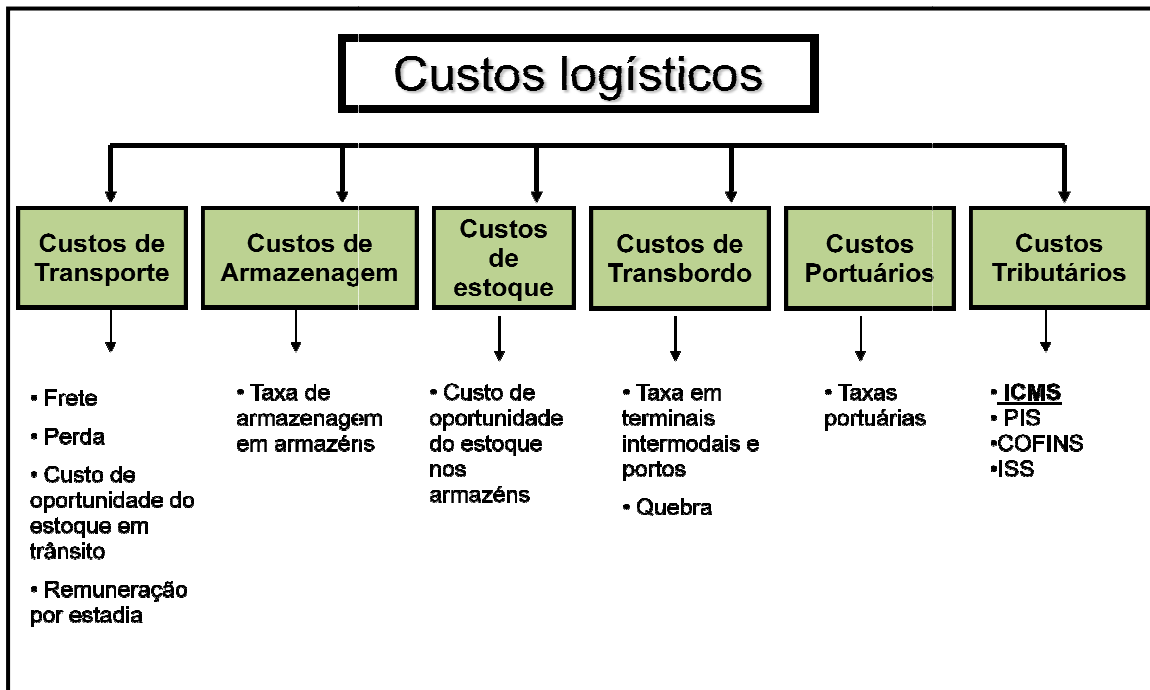 Custos logísticos
Custos de
Transporte
Custos de
Armazenagem
Custos
de
estoque
Custos de
Transbordo
Custos
Portuários
Custos
Tributários
• Frete
• Perda
• Custo de
oportunidade do
estoque em
trânsito
• Remuneração
por estadia
• Taxa de
armazenagem
em armazéns
• Custo de
oportunidade
do estoque
nos
armazéns
• Taxa em
terminais
intermodais e
portos
• Quebra
• Taxas
portuárias
• ICMS
• PIS
•COFINS
•ISS